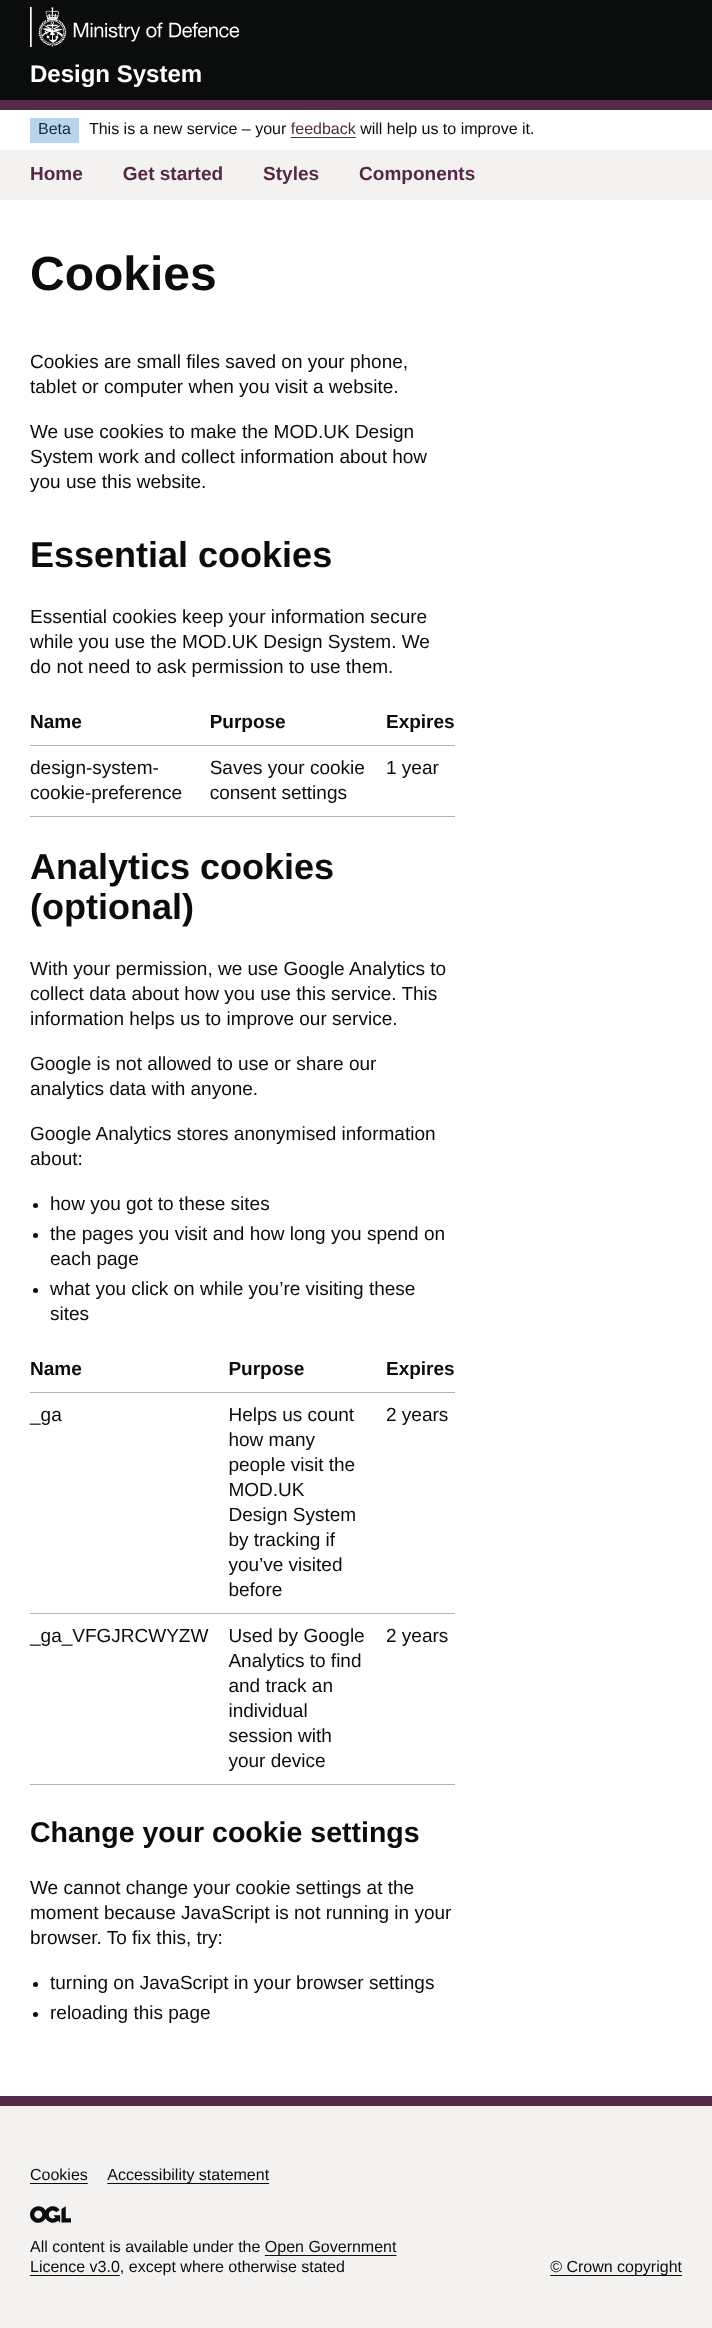 Ministry of Defence
Design System
Beta This is a new service – your feedback will help us to improve it.
Home Get started Styles Components
Cookies
Cookies are small files saved on your phone,
tablet or computer when you visit a website.
We use cookies to make the MOD.UK Design
System work and collect information about how
you use this website.
Essential cookies
Essential cookies keep your information secure
while you use the MOD.UK Design System. We
do not need to ask permission to use them.
Name Purpose Expires
design-system- Saves your cookie 1 year
cookie-preference consent settings
Analytics cookies
(optional)
With your permission, we use Google Analytics to
collect data about how you use this service. This
information helps us to improve our service.
Google is not allowed to use or share our
analytics data with anyone.
Google Analytics stores anonymised information
about:
• how you got to these sites
• the pages you visit and how long you spend on
each page
• what you click on while you’re visiting these
sites
Name Purpose Expires
_ga Helps us count 2 years
how many
people visit the
MOD.UK
Design System
by tracking if
you’ve visited
before
_ga_VFGJRCWYZW Used by Google 2 years
Analytics to find
and track an
individual
session with
your device
Change your cookie settings
We cannot change your cookie settings at the
moment because JavaScript is not running in your
browser. To fix this, try:
• turning on JavaScript in your browser settings
• reloading this page
Cookies Accessibility statement
OGL
All content is available under the Open Government
Licence v3.0, except where otherwise stated
© Crown copyright